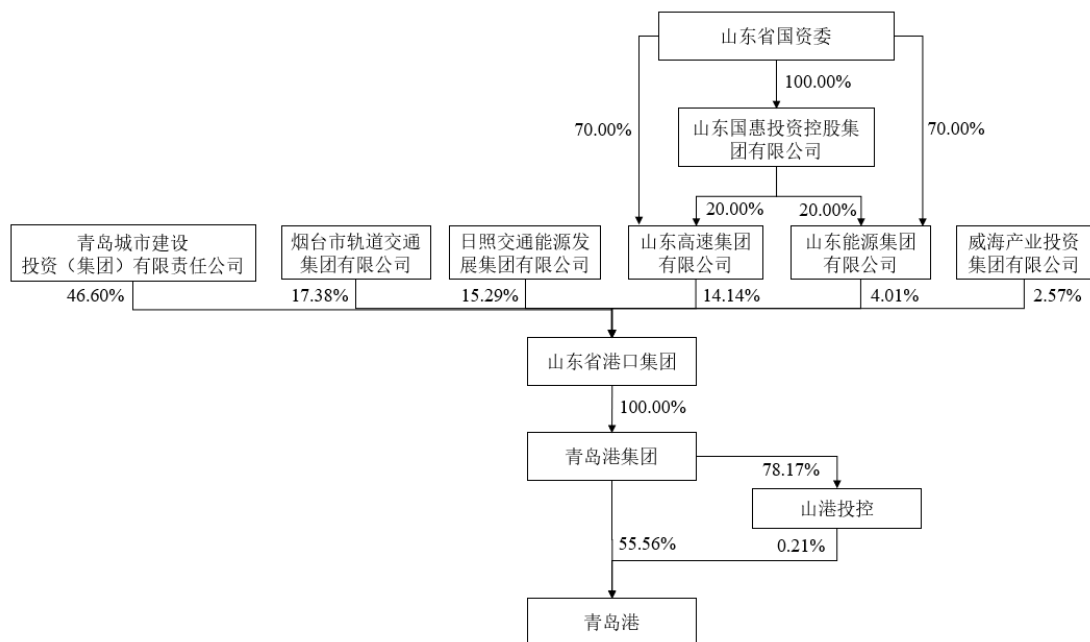 山东省国资委
100.00%
70.00%
山东国惠投资控股集
团有限公司
70.00%
20.00%
20.00%
青岛城市建设
投资（集团）有限责任公司
烟台市轨道交通
集团有限公司
日照交通能源发
展集团有限公司
山东高速集团
有限公司
山东能源集团
有限公司
威海产业投资
集团有限公司
46.60%
17.38%
15.29%
14.14%
4.01%
2.57%
山东省港口集团
100.00%
青岛港集团
78.17%
山港投控
55.56%
0.21%
青岛港